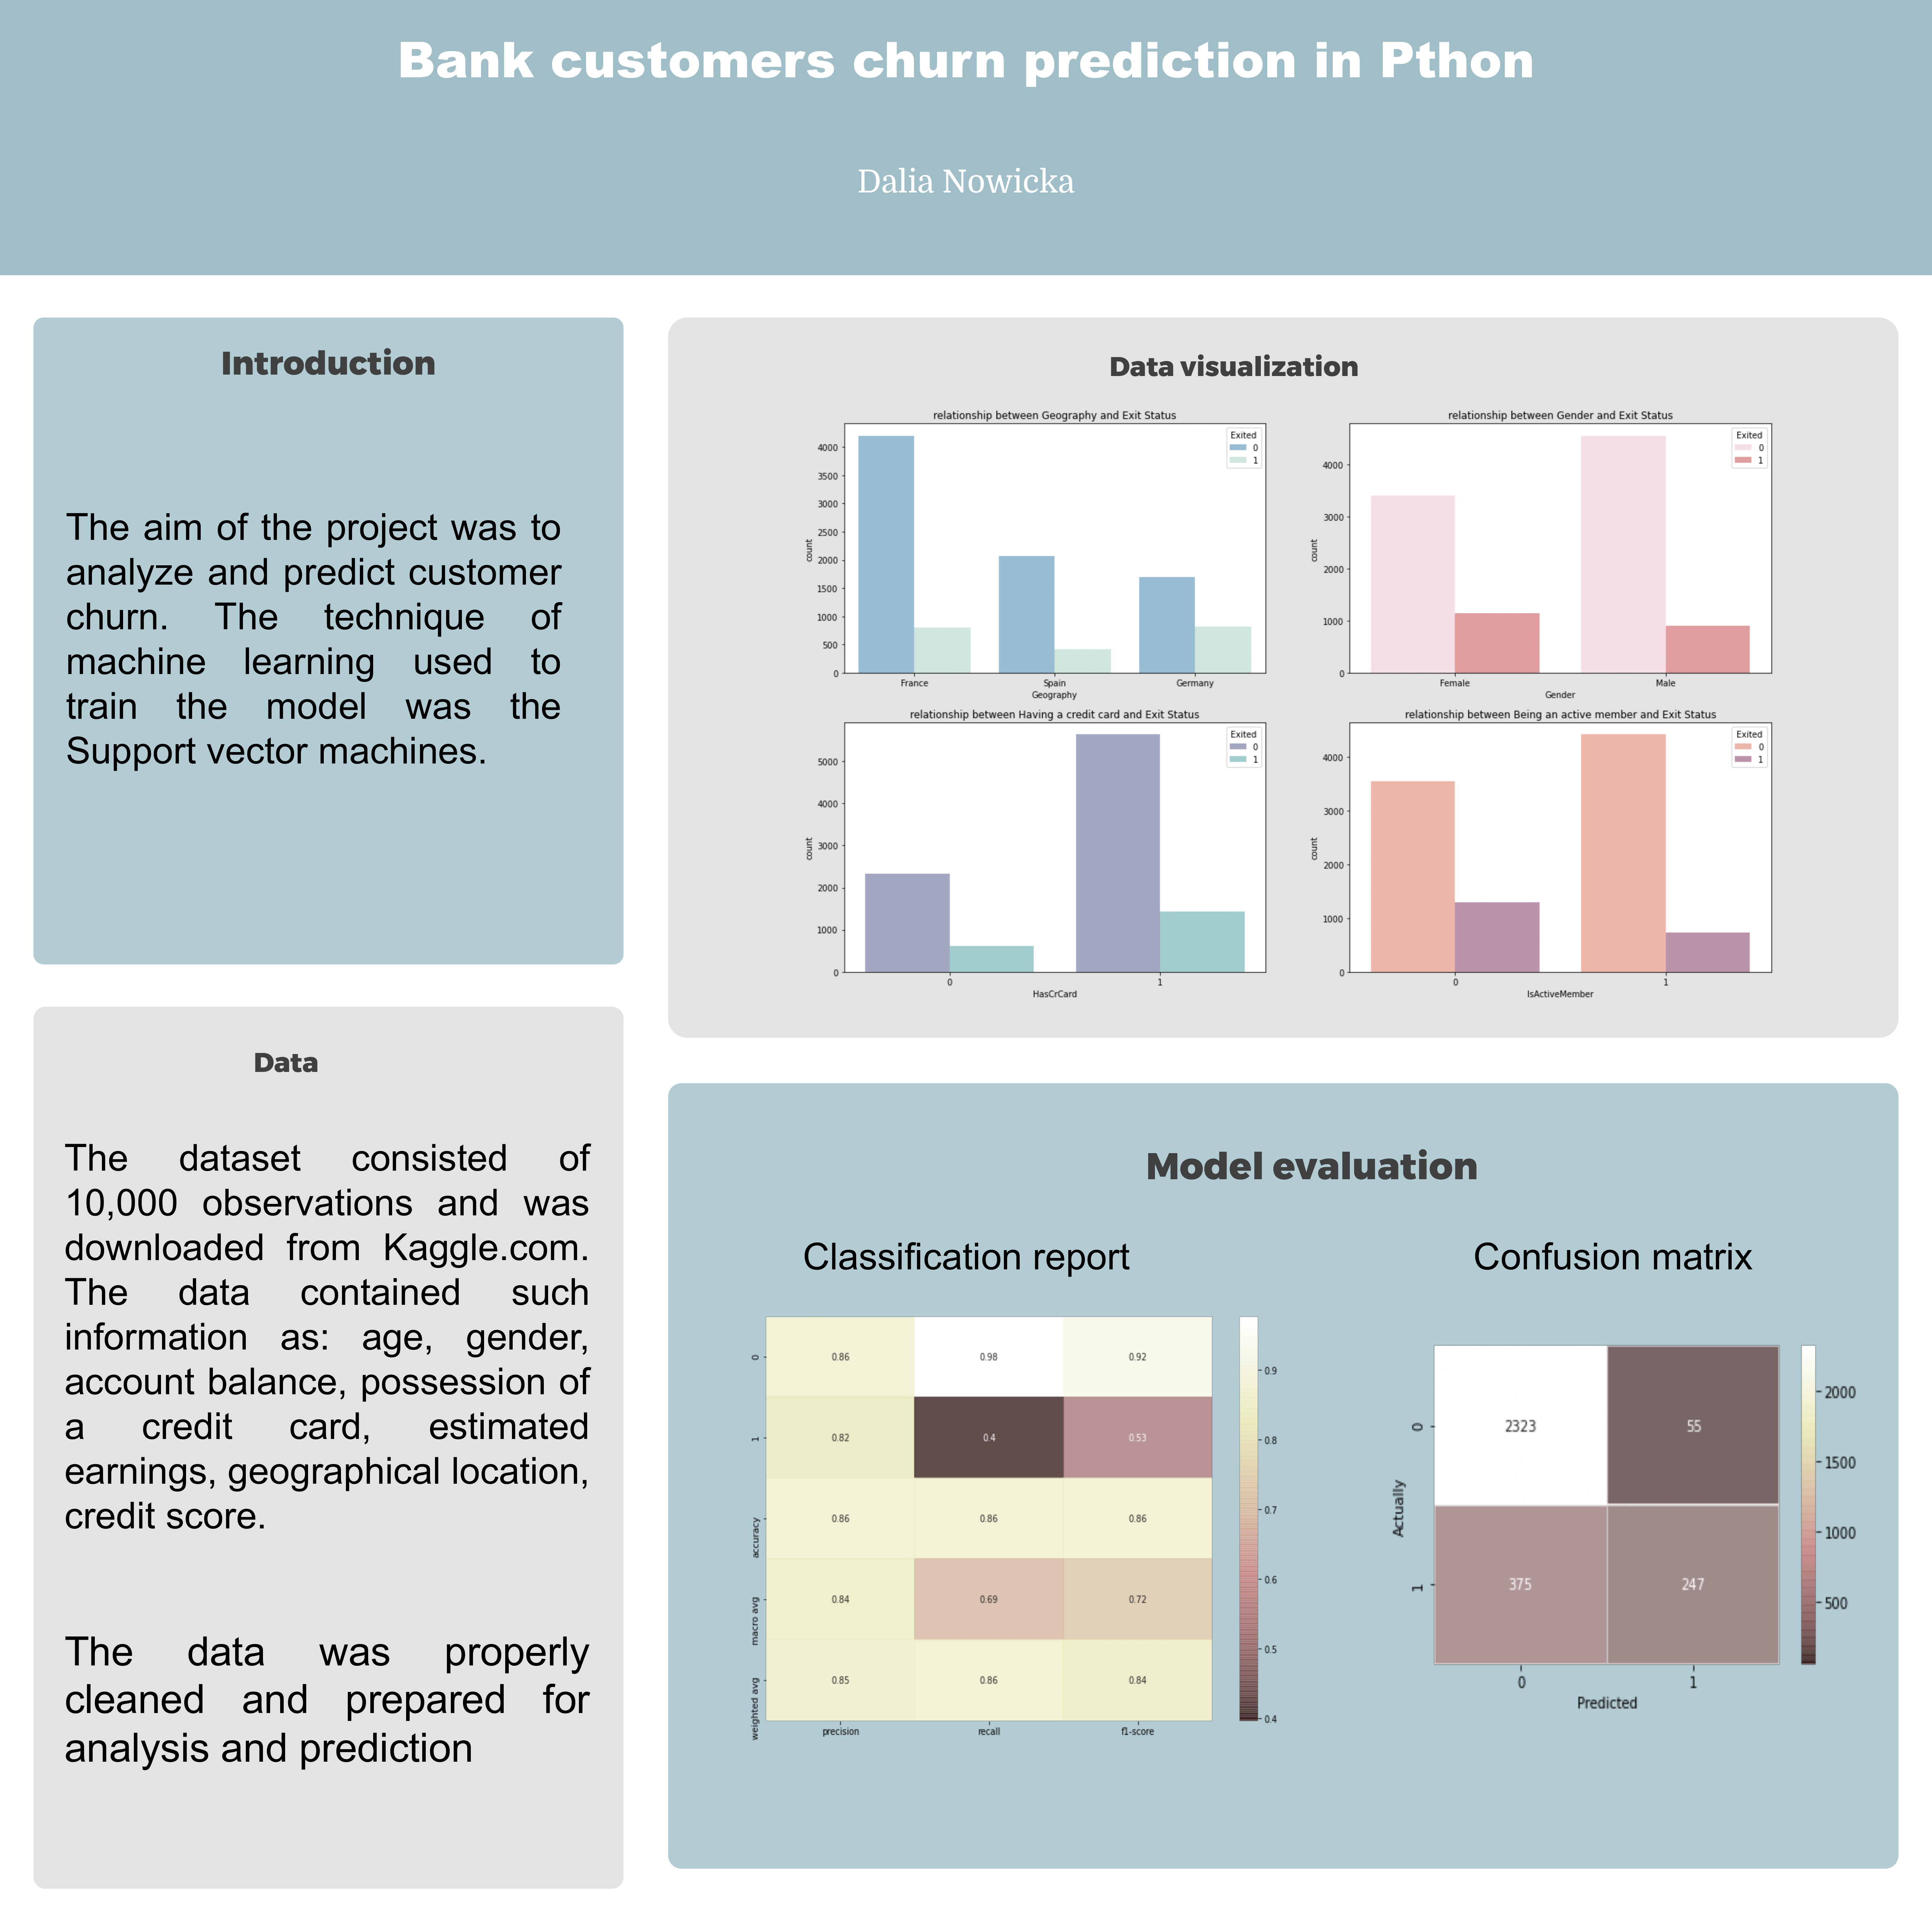 Bank customers churn prediction in Pthon
Dalia Nowicka
Introduction
The aim of the project was to
analyze and predict customer
churn. The technique of
machine learning used to
train the model was the
Support vector machines.
Data
The dataset consisted of
10,000 observations and was
downloaded from Kaggle.com.
The data contained such
information as: age, gender,
account balance, possession of
a credit card, estimated
earnings, geographical location,
credit score.
The data was properly
cleaned and prepared for
analysis and prediction
Data visualization
relationship between Geography and Exit Status
Exited
0
1
4000
3500
3000
2500
2000
1500
1000
500
0
count
France Spain Germany
Geography
relationship between Gender and Exit Status
Exited
0
1
4000
3000
2000
1000
0
count
Female Male
Gender
relationship between Having a credit card and Exit Status
Exited
0
1
5000
4000
3000
2000
1000
0
count
0 1
HasCrCard
relationship between Being an active member and Exit Status
Exited
0
1
4000
3000
2000
1000
0
count
0 1
IsActiveMember
Model evaluation
Classification report
0 0.86 0.98 0.92
1 0.82 0.4 0.53
accuracy 0.86 0.86 0.86
macro avg 0.84 0.69 0.72
weighted avg 0.85 0.86 0.84
precision recall f1-score
0.9
0.8
0.7
0.6
0.5
0.4
Confusion matrix
Actually
0 2323 55
1 375 247
0 1
Predicted
2000
1500
1000
500